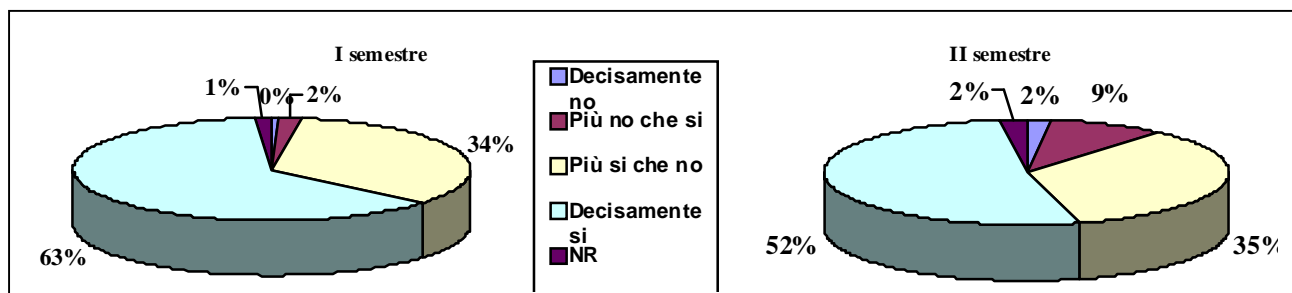 I semestre
1%
0%
2%
34%
63%
Decisamente
no
Più no che si
Più si che no
Decisamente
si
NR
II semestre
2%
2%
9%
52%
35%